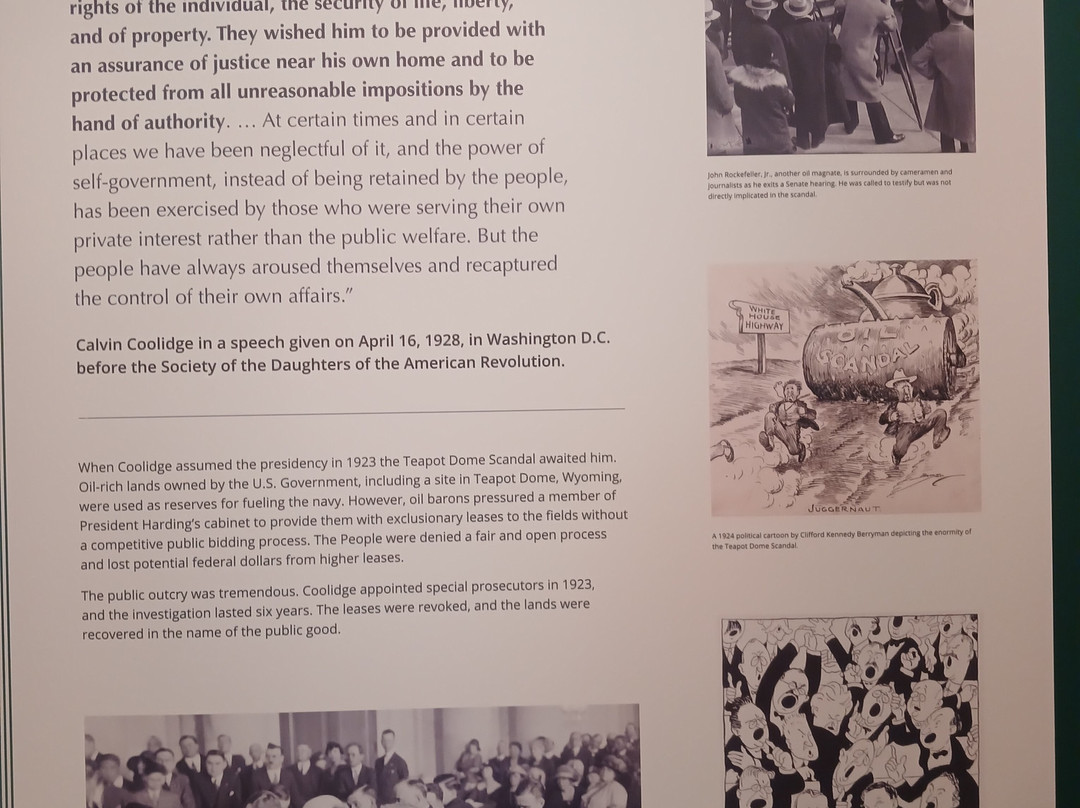 rights of the individual, the security of life, liberty,
and of property. They wished him to be provided with
an assurance of justice near his own home and to be
protected from all unreasonable impositions by the
hand of authority. … At certain times and in certain
places we have been neglectful of it, and the power of
self-government, instead of being retained by the people,
has been exercised by those who were serving their own
private interest rather than the public welfare. But the
people have always aroused themselves and recaptured
the control of their own affairs.”
Calvin Coolidge in a speech given on April 16, 1928, in Washington D.C.
before the Society of the Daughters of the American Revolution.
When Coolidge assumed the presidency in 1923 the Teapot Dome Scandal awaited him.
Oil-rich lands owned by the U.S. Government, including a site in Teapot Dome, Wyoming,
were used as reserves for fueling the navy. However, oil barons pressured a member of
President Harding’s cabinet to provide them with exclusionary leases to the fields without
a competitive public bidding process. The People were denied a fair and open process
and lost potential federal dollars from higher leases.
The public outcry was tremendous. Coolidge appointed special prosecutors in 1923,
and the investigation lasted six years. The leases were revoked, and the lands were
recovered in the name of the public good.
John Rockefeller, Jr., another oil magnate, is surrounded by cameramen and
journalists as he exits a Senate hearing. He was called to testify but was not
directly implicated in the scandal.
WHITE
HOUSE
HIGHWAY
OIL
SCANDAL
JUGGERNAUT
A 1924 political cartoon by Clifford Kennedy Berryman depicting the enormity of
the Teapot Dome Scandal.